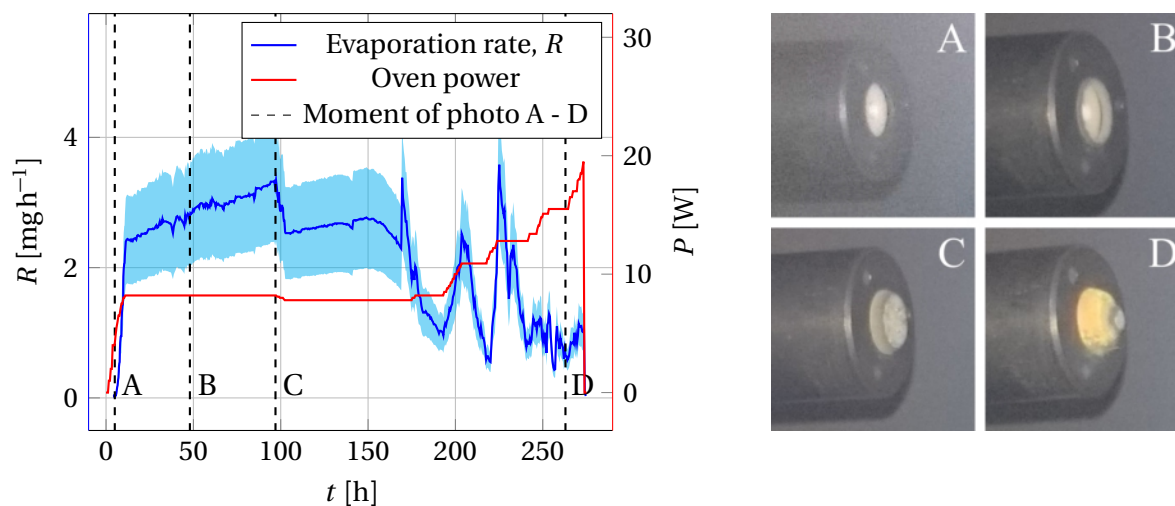 Evaporation rate, R
Oven power
Moment of photo A - D
R [mgh⁻¹]
4
2
0
P [W]
30
20
10
0
A
B
C
D
0
50
100
150
200
250
t [h]
A
B
C
D